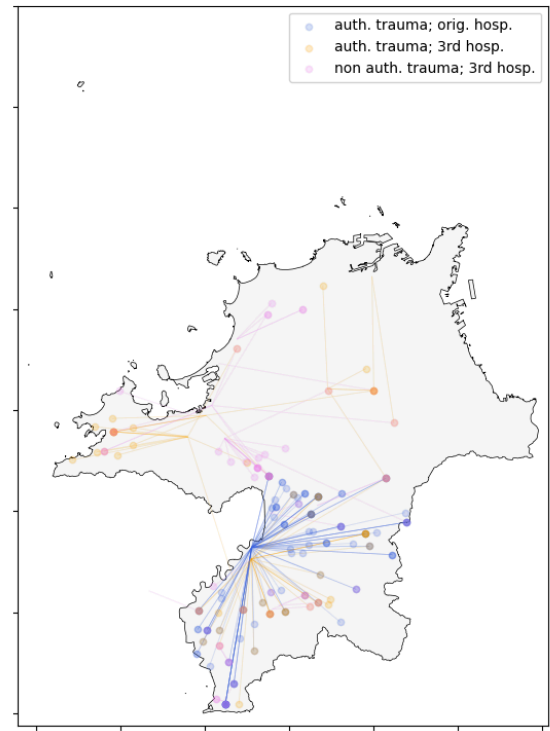 auth. trauma; orig. hosp.
auth. trauma; 3rd hosp.
non auth. trauma; 3rd hosp.